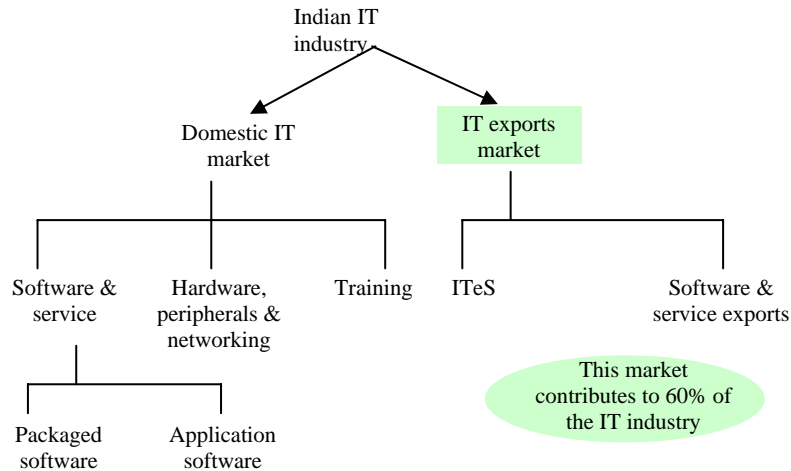 Indian IT
industry
Domestic IT
market
IT exports
market
Software &
service
Hardware,
peripherals &
networking
Training
ITeS
Software &
service exports
This market
contributes to 60% of
the IT industry
Packaged
software
Application
software